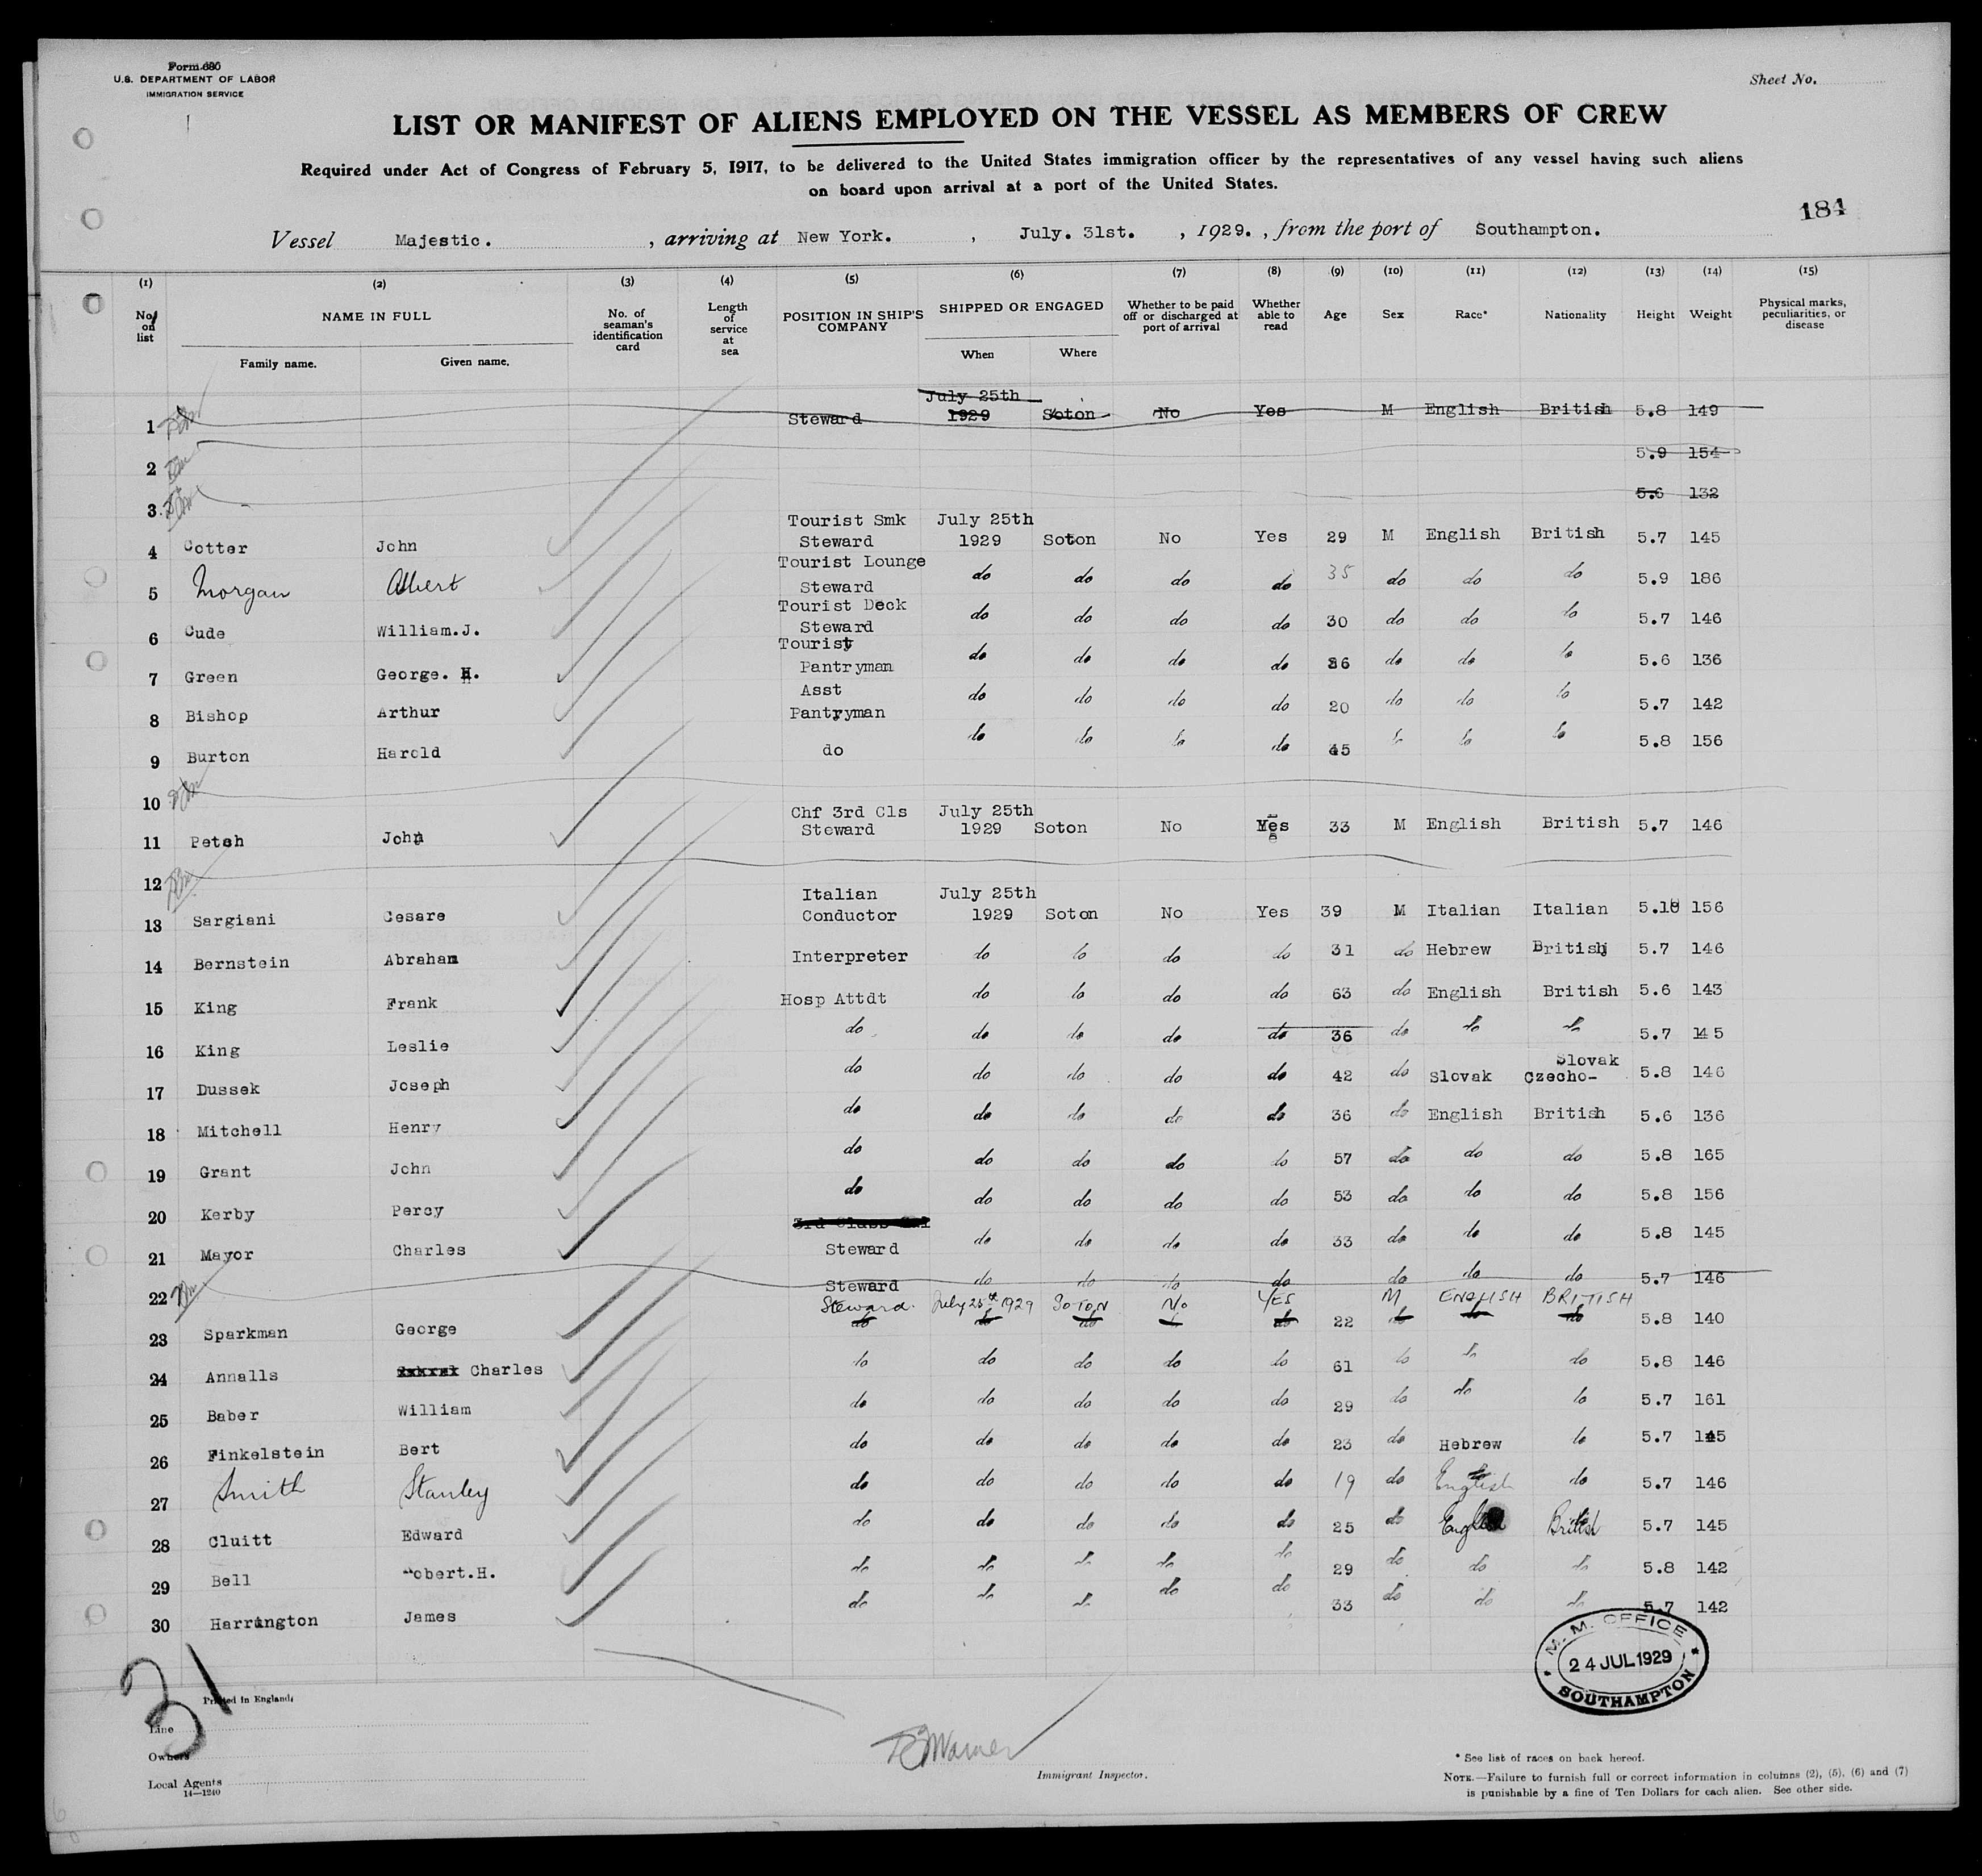 Form 680
U.S. DEPARTMENT OF LABOR
IMMIGRATION SERVICE
Sheet No.
LIST OR MANIFEST OF ALIENS EMPLOYED ON THE VESSEL AS MEMBERS OF CREW
Required under Act of Congress of February 5, 1917, to be delivered to the United States immigration officer by the representatives of any vessel having such aliens
on board upon arrival at a port of the United States.
184
Vessel Majestic. , arriving at New York. , July. 31st. , 1929. , from the port of Southampton.
(1) (2) (3) (4) (5) (6) (7) (8) (9) (10) (11) (12) (13) (14) (15)
No. on list NAME IN FULL Family name. Given name. No. of seaman's identification card Length of service at sea POSITION IN SHIP'S COMPANY SHIPPED OR ENGAGED When Where Whether to be paid off or discharged at port of arrival Whether able to read Age Sex Race* Nationality Height Weight Physical marks, peculiarities, or disease
1 Steward July 25th 1929 Soton No Yes M English British 5.8 149
2 5.9 154
3 5.6 132
4 Cotter John Tourist Smk Steward July 25th 1929 Soton No Yes 29 M English British 5.7 145
5 Morgan Albert Tourist Lounge Steward do do do do 35 do do do 5.9 186
6 Cude William.J. Tourist Deck Steward do do do do 30 do do do 5.7 146
7 Green George. H. Tourist Pantryman do do do do 36 do do do 5.6 136
8 Bishop Arthur Asst Pantryman do do do do 20 do do do 5.7 142
9 Burton Harold do do do do do 45 do do do 5.8 156
10
11 Petch John Chf 3rd Cls Steward July 25th 1929 Soton No Yes 33 M English British 5.7 146
12
13 Sargiani Cesare Italian Conductor July 25th 1929 Soton No Yes 39 M Italian Italian 5.10 156
14 Bernstein Abraham Interpreter do do do do 31 do Hebrew British 5.7 146
15 King Frank Hosp Attdt do do do do 63 do English British 5.6 143
16 King Leslie do do do do do 36 do do do 5.7 145
17 Dussek Joseph do do do do do 42 do Slovak Czecho-Slovak 5.8 146
18 Mitchell Henry do do do do do 36 do English British 5.6 136
19 Grant John do do do do do 57 do do do 5.8 165
20 Kerby Percy do do do do do 53 do do do 5.8 156
21 Mayor Charles 3rd Class Steward do do do do 33 do do do 5.8 145
22 Steward do do do do do do do 5.7 146
Steward. July 25th 1929 SOTON No YES M ENGLISH BRITISH
23 Sparkman George do do do do do 22 do do do 5.8 140
24 Annalls Charles do do do do do 61 do do do 5.8 146
25 Baber William do do do do do 29 do do do 5.7 161
26 Finkelstein Bert do do do do do 23 do Hebrew do 5.7 145
27 Smith Stanley do do do do do 19 do English do 5.7 146
28 Cluitt Edward do do do do do 25 do English British 5.7 145
29 Bell Robert.H. do do do do do 29 do do do 5.8 142
30 Harrington James do do do do do 33 do do do 5.7 142
31
M. M. OFFICE
24 JUL 1929
SOUTHAMPTON
Printed in England.
Line
Owners
Local Agents
14—1240
Immigrant Inspector.
* See list of races on back hereof.
NOTE.—Failure to furnish full or correct information in columns (2), (5), (6) and (7)
is punishable by a fine of Ten Dollars for each alien. See other side.